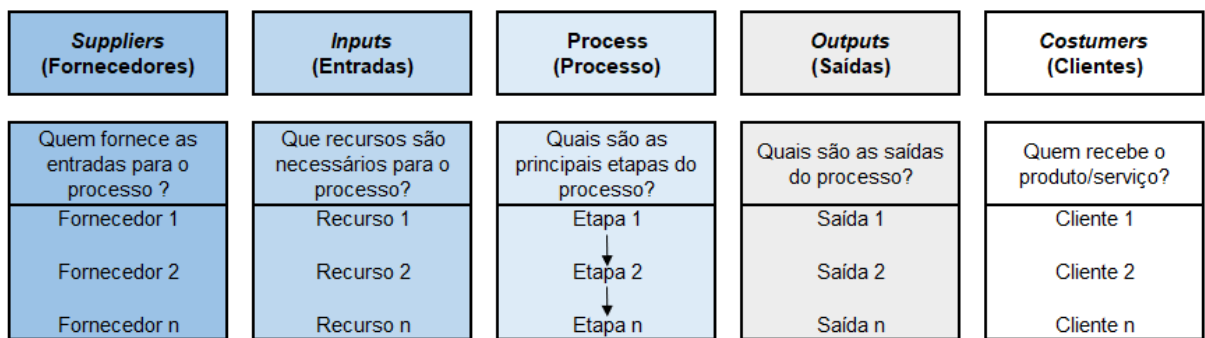 Suppliers
(Fornecedores)
Inputs
(Entradas)
Process
(Processo)
Outputs
(Saídas)
Costumers
(Clientes)
Quem fornece as
entradas para o
processo ?
Fornecedor 1
Fornecedor 2
Fornecedor n
Que recursos são
necessários para o
processo?
Recurso 1
Recurso 2
Recurso n
Quais são as
principais etapas do
processo?
Etapa 1
Etapa 2
Etapa n
Quais são as saídas
do processo?
Saída 1
Saída 2
Saída n
Quem recebe o
produto/serviço?
Cliente 1
Cliente 2
Cliente n